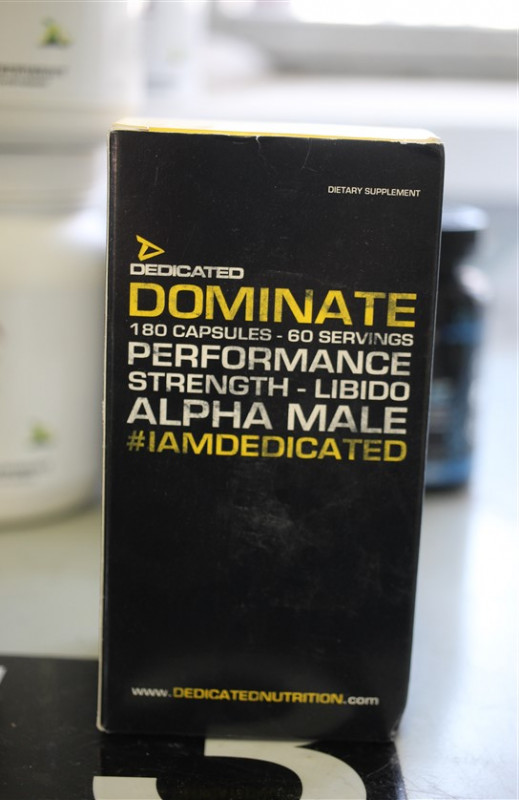 DIETARY SUPPLEMENT
DEDICATED
DOMINATE
180 CAPSULES - 60 SERVINGS
PERFORMANCE
STRENGTH - LIBIDO
ALPHA MALE
#IAMDEDICATED
www.DEDICATEDNUTRITION.com